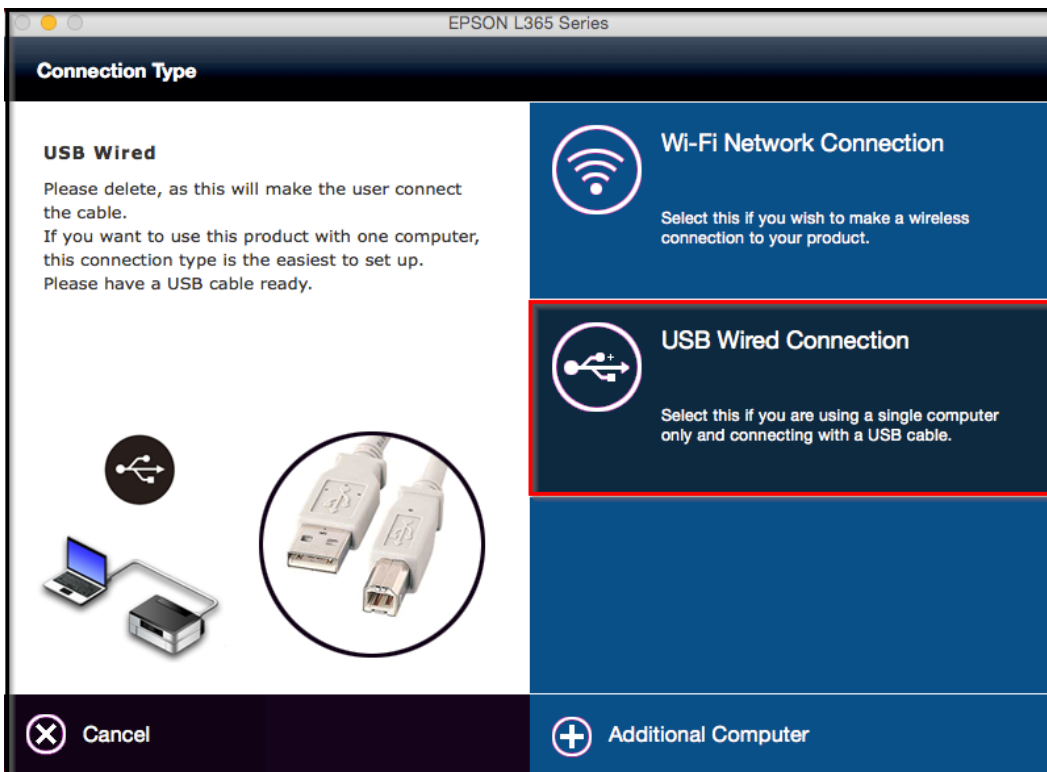 EPSON L365 Series
Connection Type
USB Wired
Please delete, as this will make the user connect
the cable.
If you want to use this product with one computer,
this connection type is the easiest to set up.
Please have a USB cable ready.
Wi-Fi Network Connection
Select this if you wish to make a wireless
connection to your product.
USB Wired Connection
Select this if you are using a single computer
only and connecting with a USB cable.
Cancel
Additional Computer